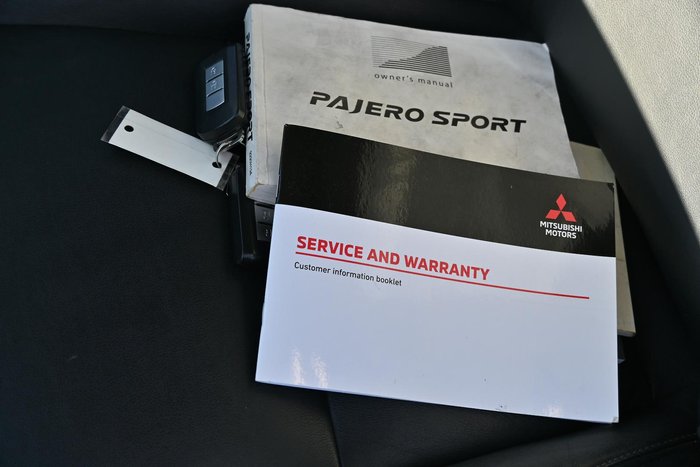 owner's manual
PAJERO SPORT
MITSUBISHI
MOTORS
SERVICE AND WARRANTY
Customer information booklet